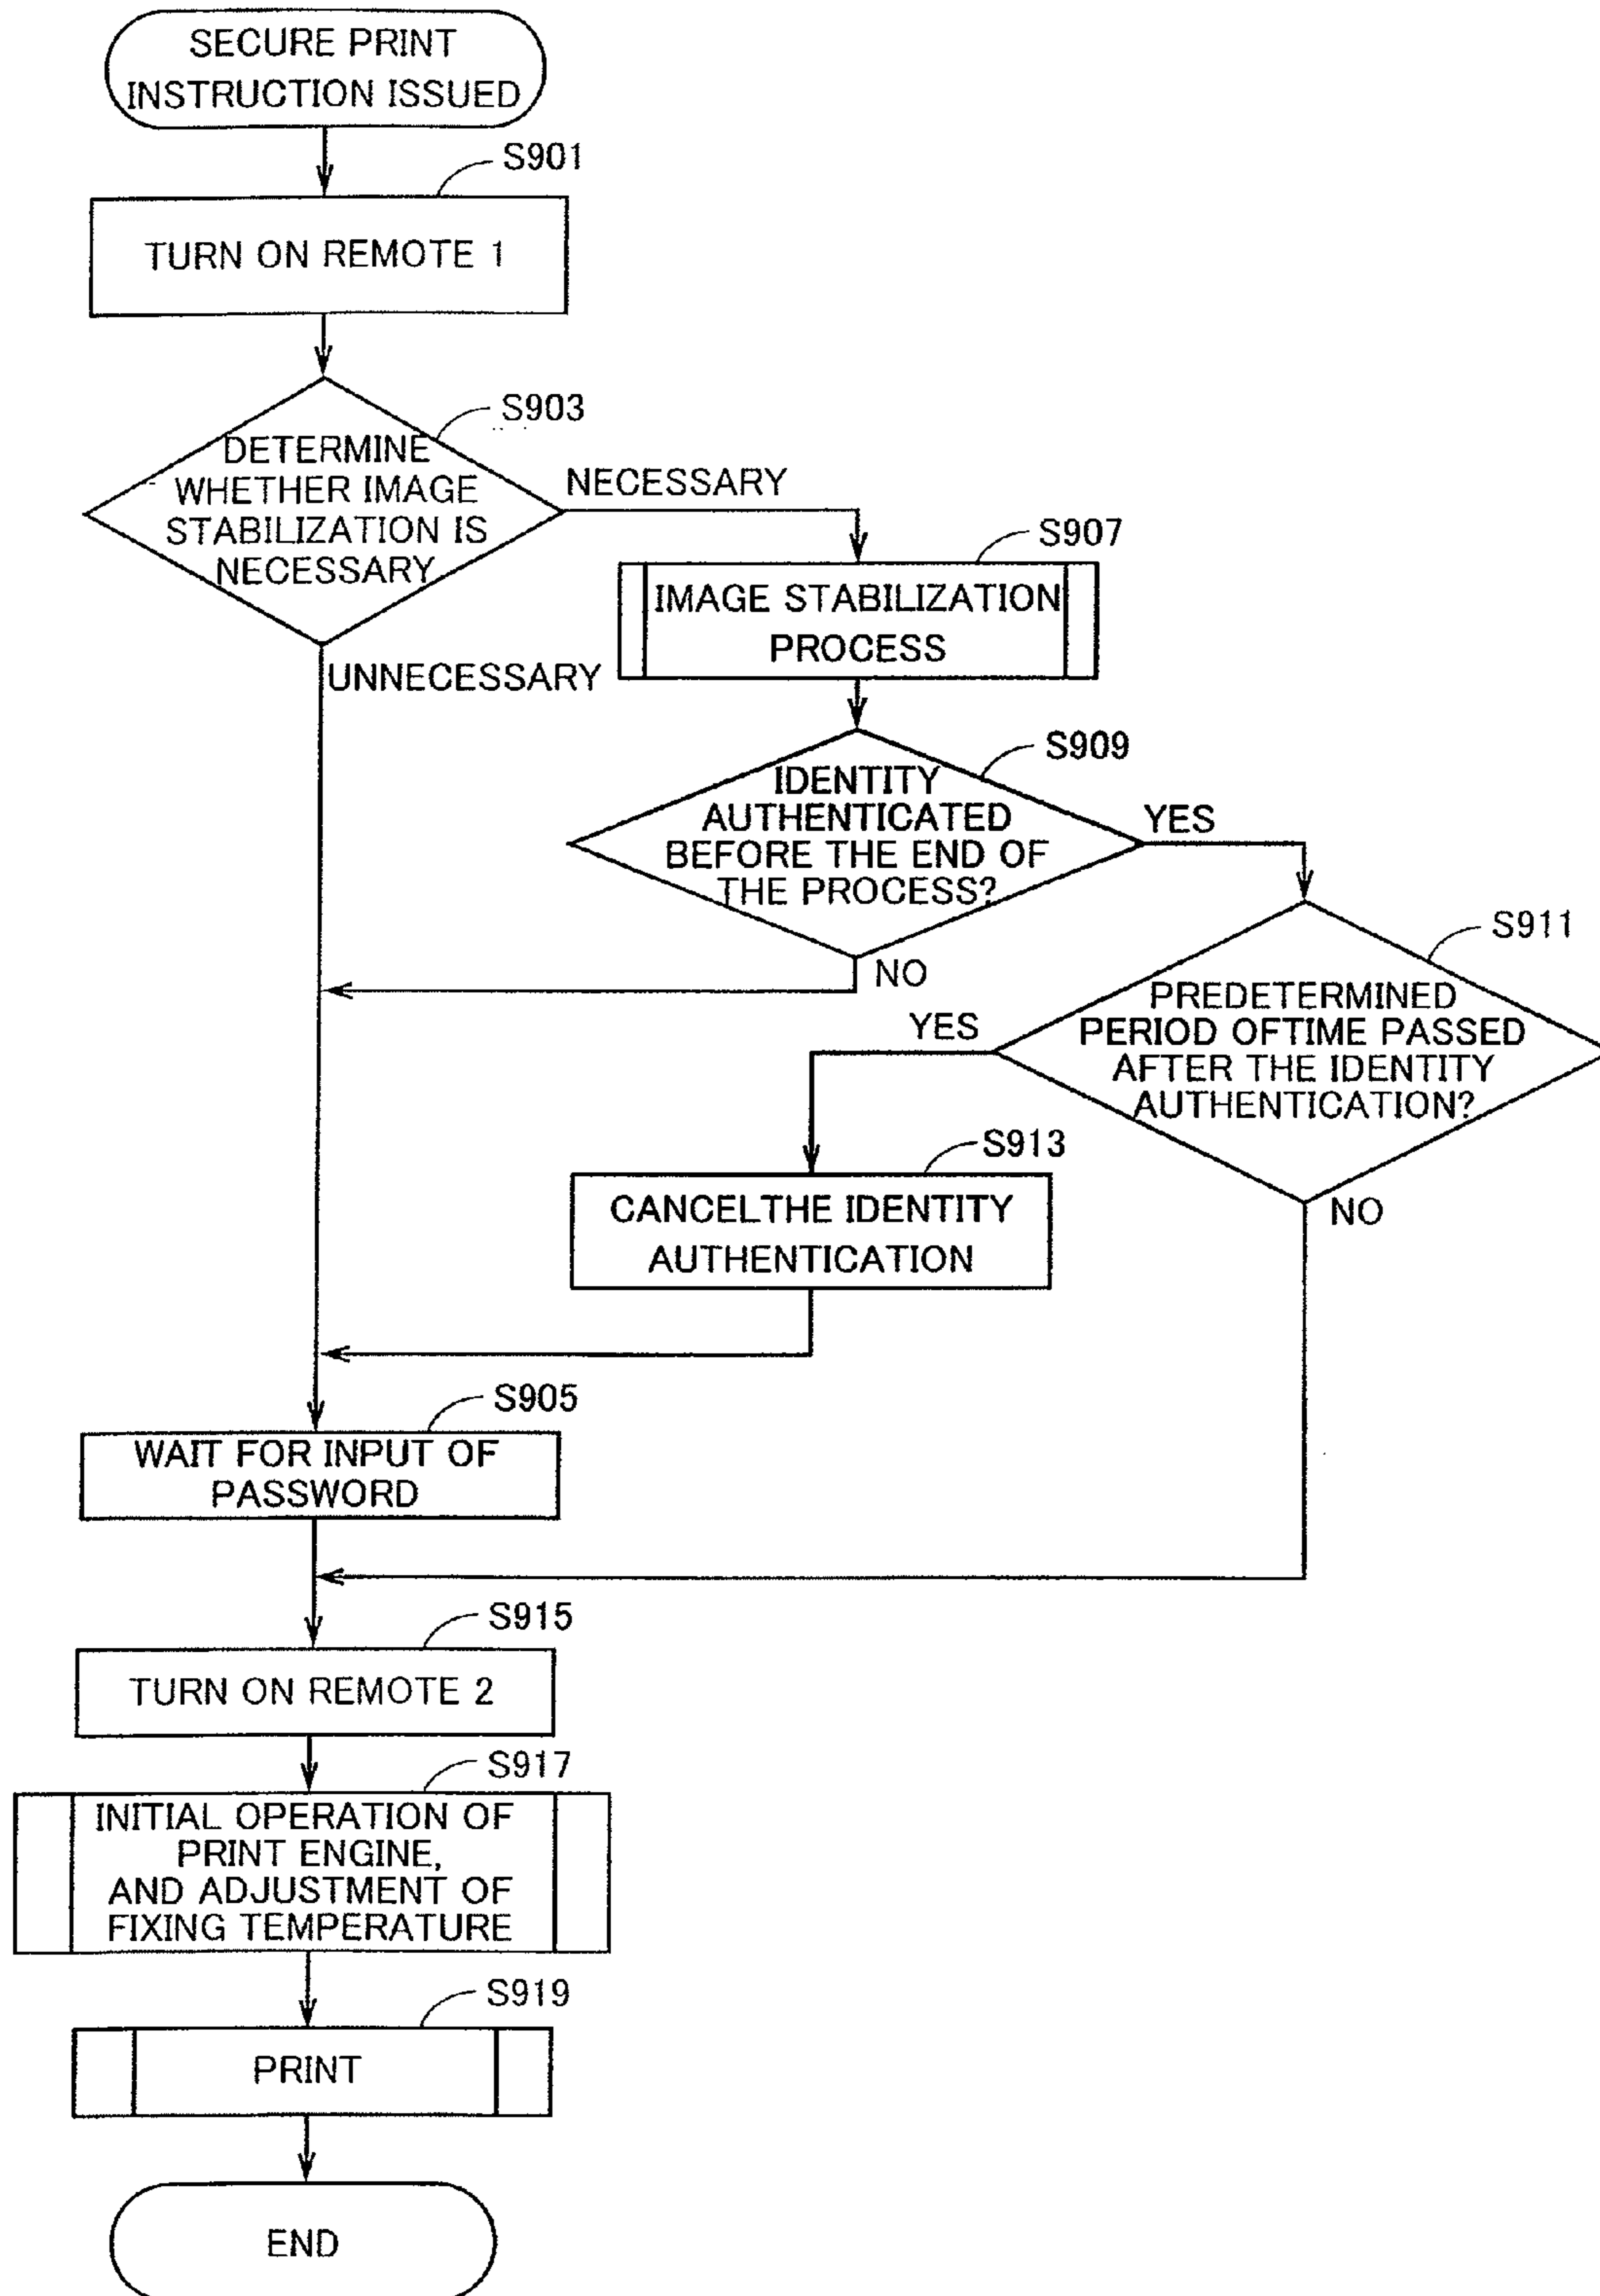 SECURE PRINT
INSTRUCTION ISSUED
S901
TURN ON REMOTE 1
S903
DETERMINE
WHETHER IMAGE
STABILIZATION IS
NECESSARY
NECESSARY
UNNECESSARY
S907
IMAGE STABILIZATION
PROCESS
S909
IDENTITY
AUTHENTICATED
BEFORE THE END OF
THE PROCESS?
YES
NO
S911
PREDETERMINED
PERIOD OFTIME PASSED
AFTER THE IDENTITY
AUTHENTICATION?
YES
NO
S913
CANCELTHE IDENTITY
AUTHENTICATION
S905
WAIT FOR INPUT OF
PASSWORD
S915
TURN ON REMOTE 2
S917
INITIAL OPERATION OF
PRINT ENGINE,
AND ADJUSTMENT OF
FIXING TEMPERATURE
S919
PRINT
END